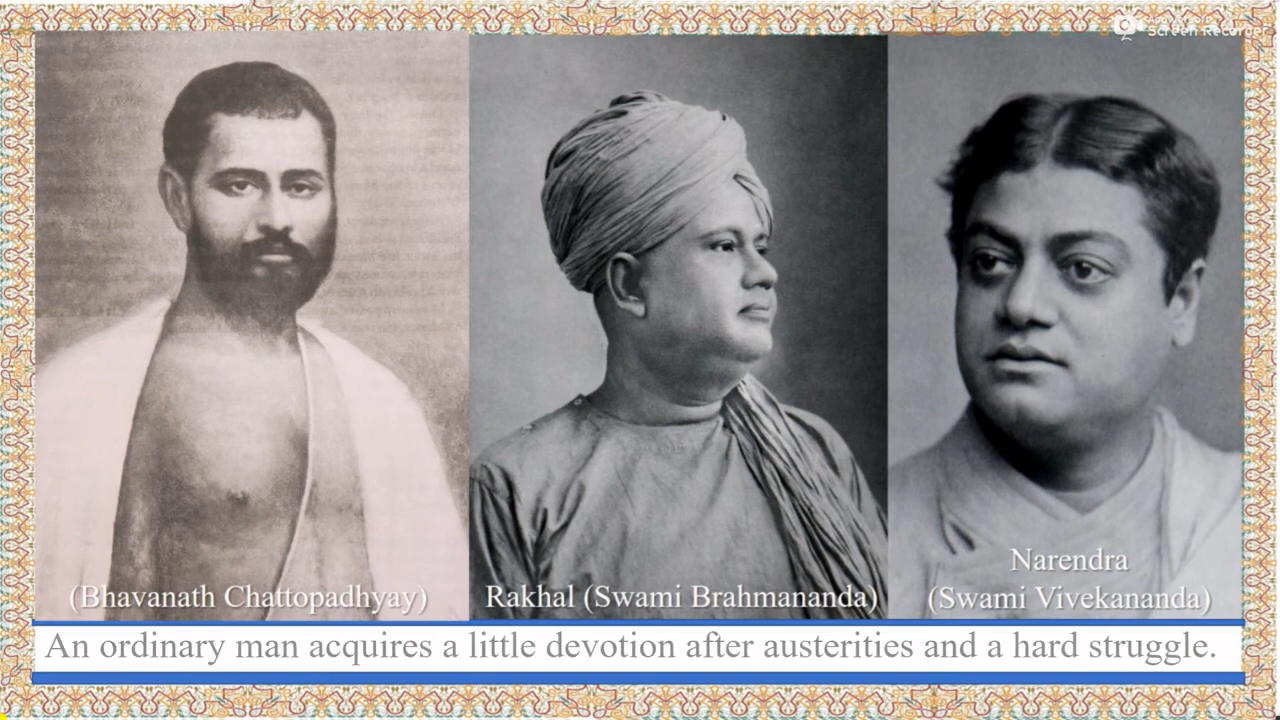 Screen Recorder
(Bhavanath Chattopadhyay)
Rakhal (Swami Brahmananda)
Narendra
(Swami Vivekananda)
An ordinary man acquires a little devotion after austerities and a hard struggle.